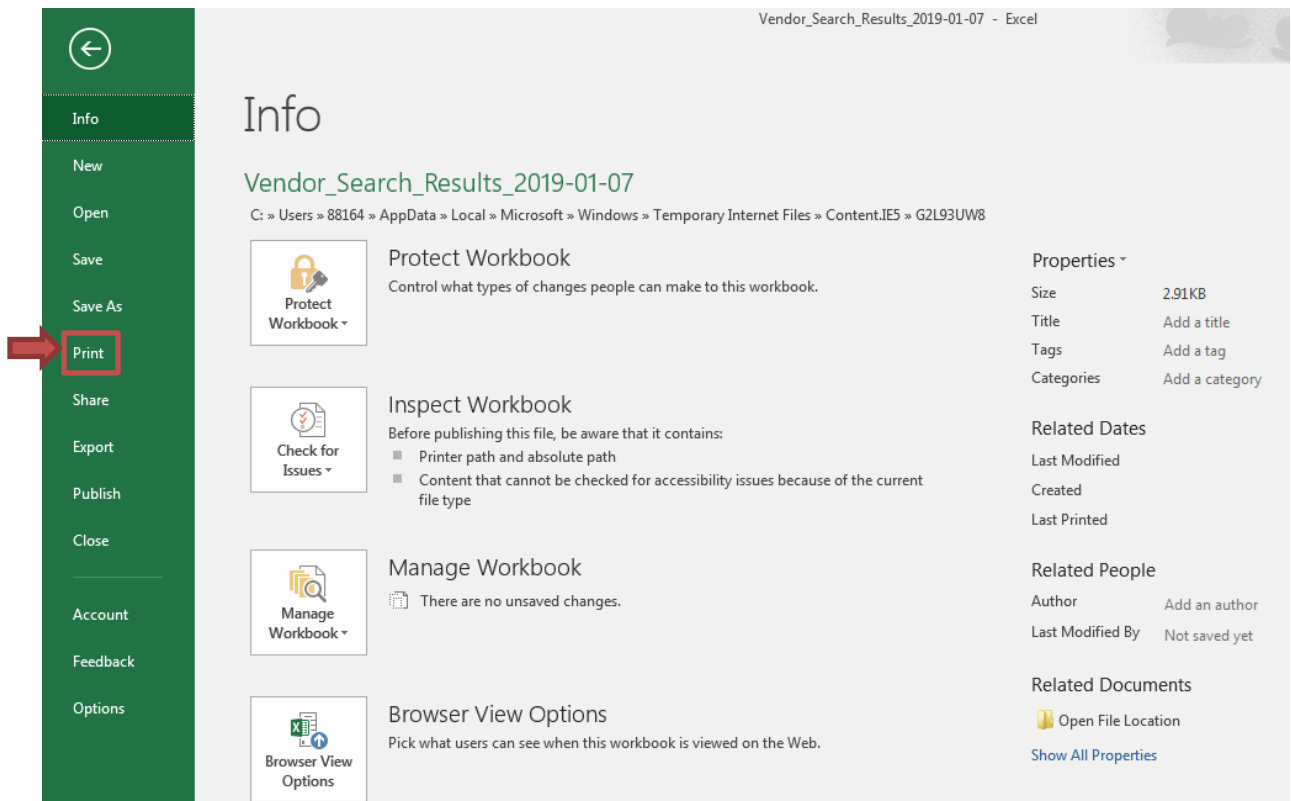 Vendor_Search_Results_2019-01-07 - Excel
Info
New
Open
Save
Save As
Print
Share
Export
Publish
Close
Account
Feedback
Options
Info
Vendor_Search_Results_2019-01-07
C: » Users » 88164 » AppData » Local » Microsoft » Windows » Temporary Internet Files » Content.IE5 » G2L93UW8
Protect
Workbook
Protect Workbook
Control what types of changes people can make to this workbook.
Check for
Issues
Inspect Workbook
Before publishing this file, be aware that it contains:
Printer path and absolute path
Content that cannot be checked for accessibility issues because of the current
file type
Manage
Workbook
Manage Workbook
There are no unsaved changes.
Browser View
Options
Browser View Options
Pick what users can see when this workbook is viewed on the Web.
Properties
Size 2.91KB
Title Add a title
Tags Add a tag
Categories Add a category
Related Dates
Last Modified
Created
Last Printed
Related People
Author Add an author
Last Modified By Not saved yet
Related Documents
Open File Location
Show All Properties